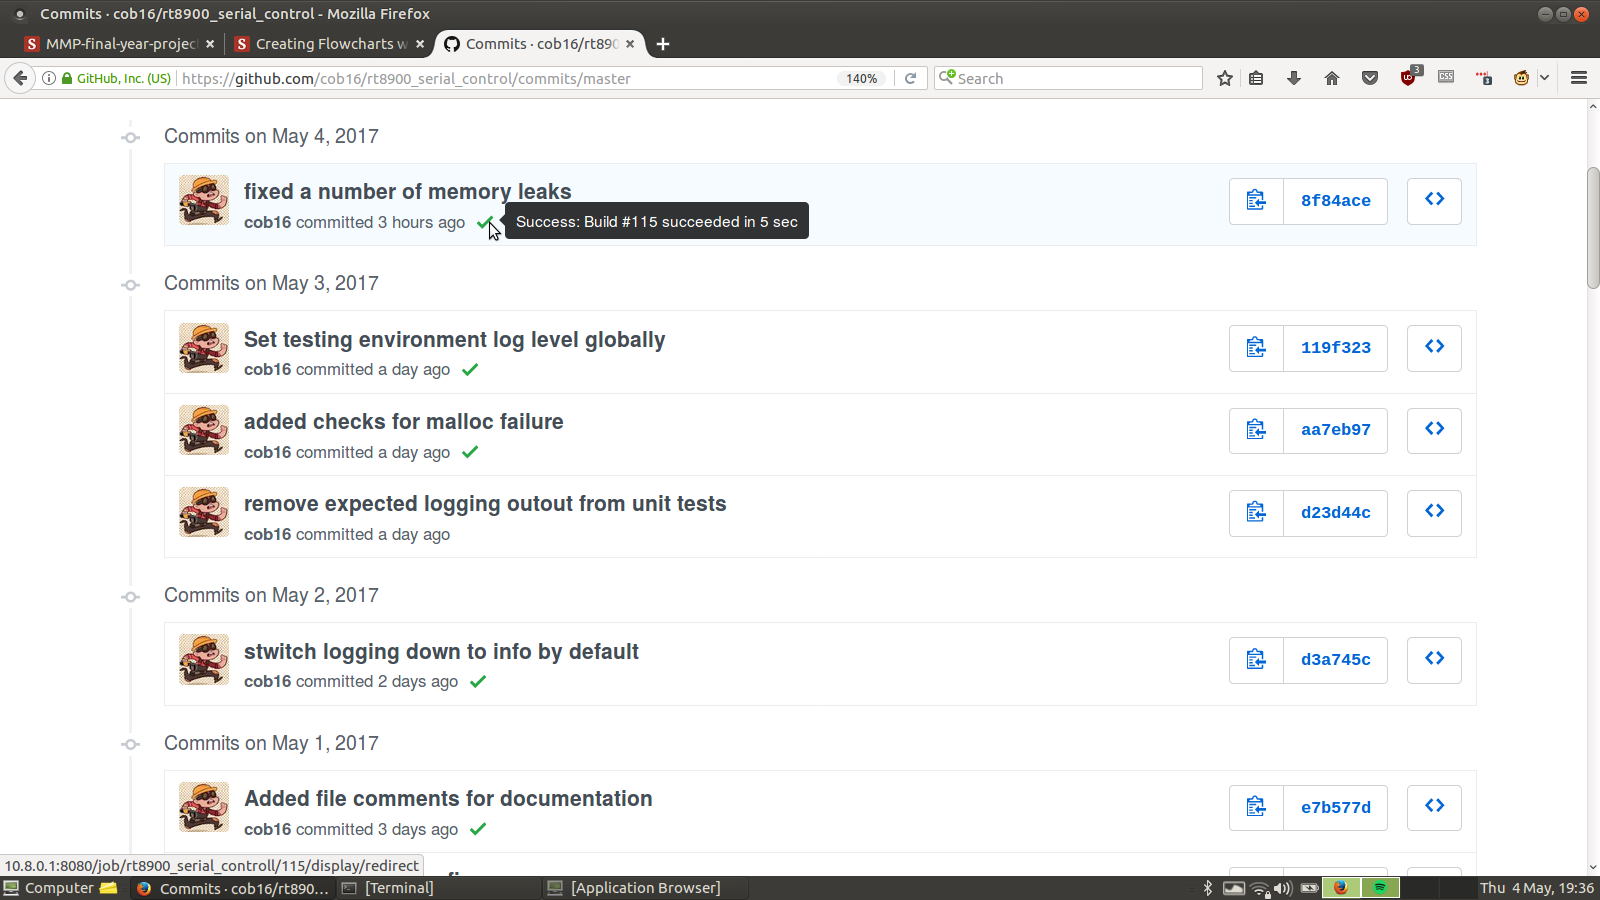 Commits · cob16/rt8900_serial_control - Mozilla Firefox
MMP-final-year-projec
Creating Flowcharts w
Commits · cob16/rt890
GitHub, Inc. (US)
https://github.com/cob16/rt8900_serial_control/commits/master
140%
Search
3
CSS
3
Commits on May 4, 2017
fixed a number of memory leaks
cob16 committed 3 hours ago
Success: Build #115 succeeded in 5 sec
8f84ace
Commits on May 3, 2017
Set testing environment log level globally
cob16 committed a day ago
119f323
added checks for malloc failure
cob16 committed a day ago
aa7eb97
remove expected logging outout from unit tests
cob16 committed a day ago
d23d44c
Commits on May 2, 2017
stwitch logging down to info by default
cob16 committed 2 days ago
d3a745c
Commits on May 1, 2017
Added file comments for documentation
cob16 committed 3 days ago
e7b577d
10.8.0.1:8080/job/rt8900_serial_controll/115/display/redirect
Computer
Commits · cob16/rt890...
[Terminal]
[Application Browser]
Thu 4 May, 19:36